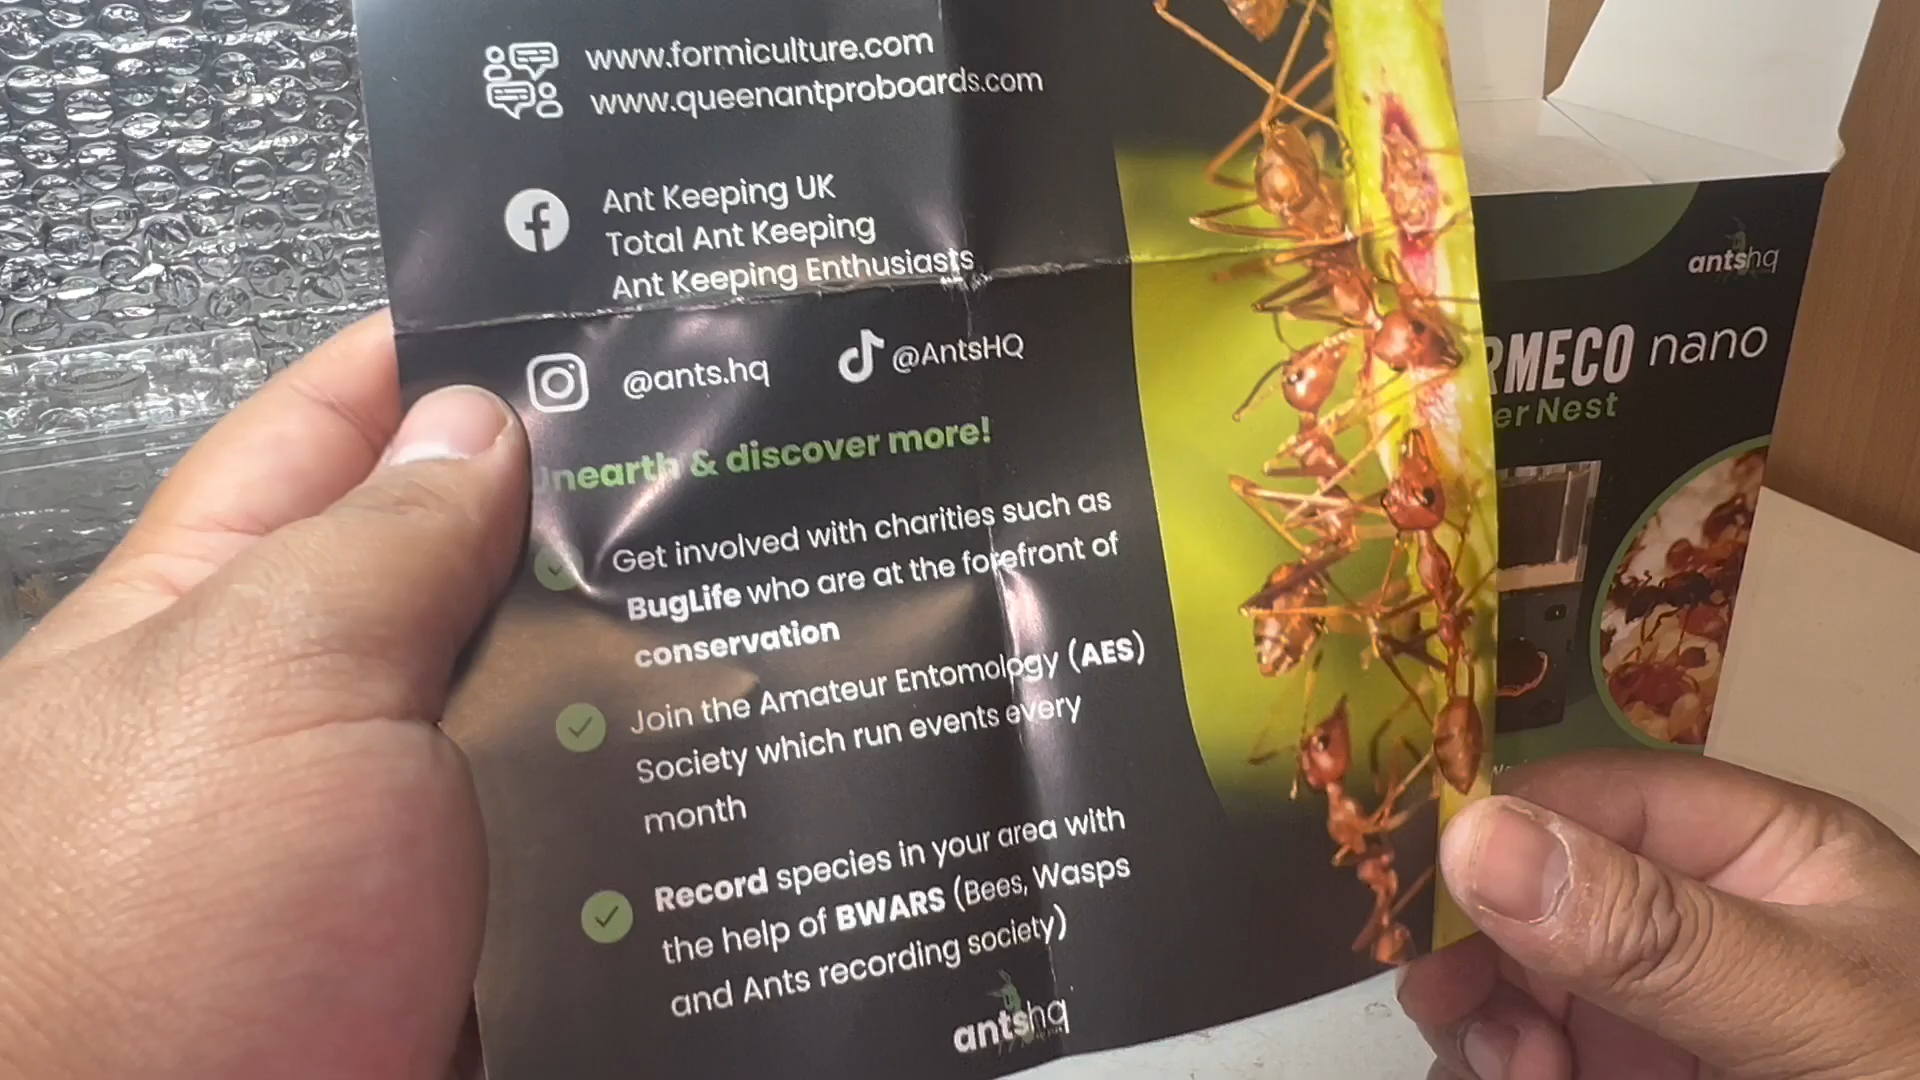 www.formiculture.com
www.queenantproboards.com
Ant Keeping UK
Total Ant Keeping
Ant Keeping Enthusiasts
@ants.hq
@AntsHQ
Unearth & discover more!
Get involved with charities such as
BugLife who are at the forefront of
conservation
Join the Amateur Entomology (AES)
Society which run events every
month
Record species in your area with
the help of BWARS (Bees, Wasps
and Ants recording society)
antshq
antshq
RMECO nano
er Nest